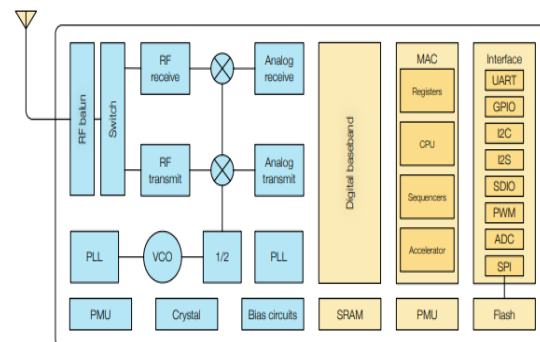 RF balun
Switch
RF
receive
Analog
receive
RF
transmit
Analog
transmit
PLL
VCO
1/2
PLL
PMU
Crystal
Bias circuits
Digital baseband
SRAM
MAC
Registers
CPU
Sequencers
Accelerator
PMU
Interface
UART
GPIO
I2C
I2S
SDIO
PWM
ADC
SPI
Flash